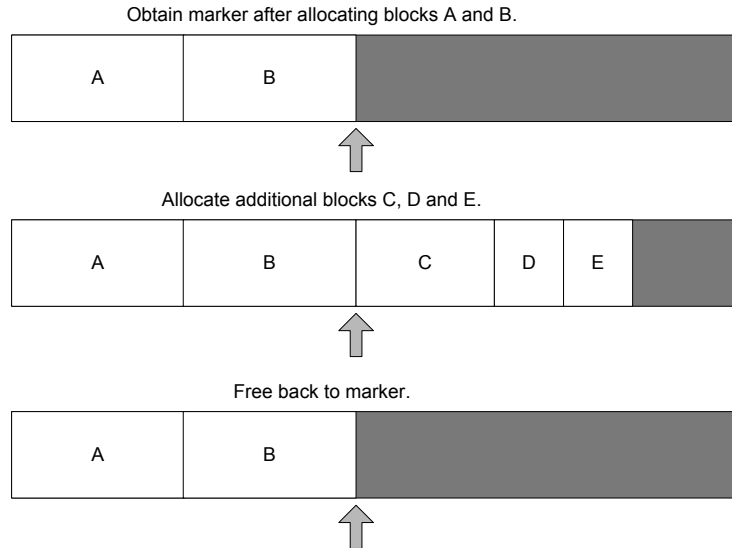 Obtain marker after allocating blocks A and B.
A B
Allocate additional blocks C, D and E.
A B C D E
Free back to marker.
A B